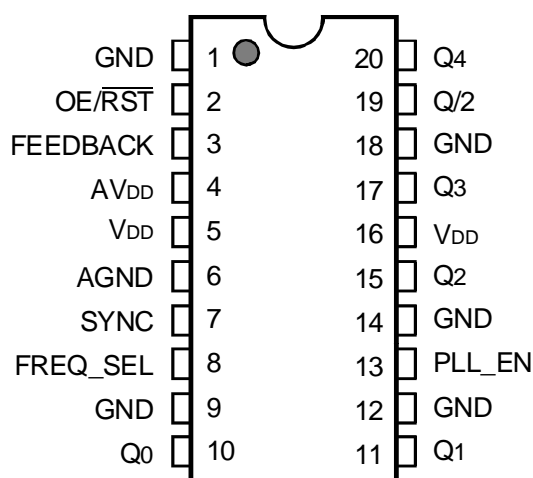 GND 1 20 Q4
OE/RST 2 19 Q/2
FEEDBACK 3 18 GND
AVDD 4 17 Q3
VDD 5 16 VDD
AGND 6 15 Q2
SYNC 7 14 GND
FREQ_SEL 8 13 PLL_EN
GND 9 12 GND
Q0 10 11 Q1